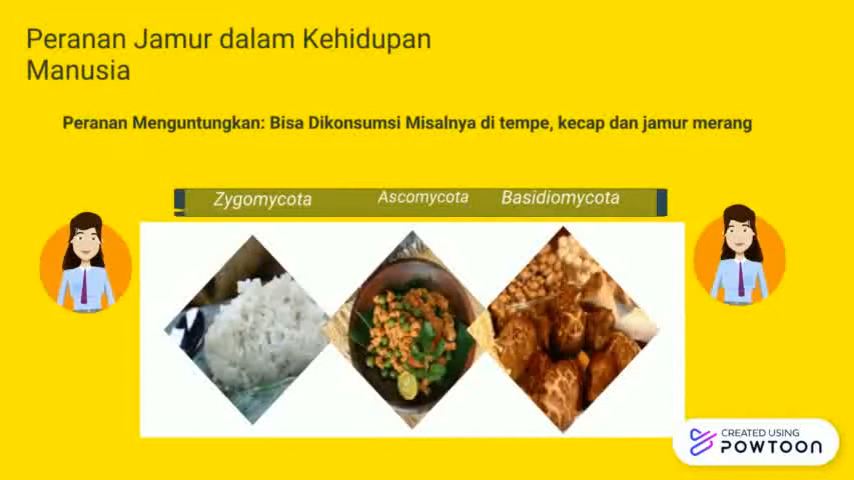 Peranan Jamur dalam Kehidupan
Manusia
Peranan Menguntungkan: Bisa Dikonsumsi Misalnya di tempe, kecap dan jamur merang
Zygomycota Ascomycota Basidiomycota
CREATED USING
POWTOON